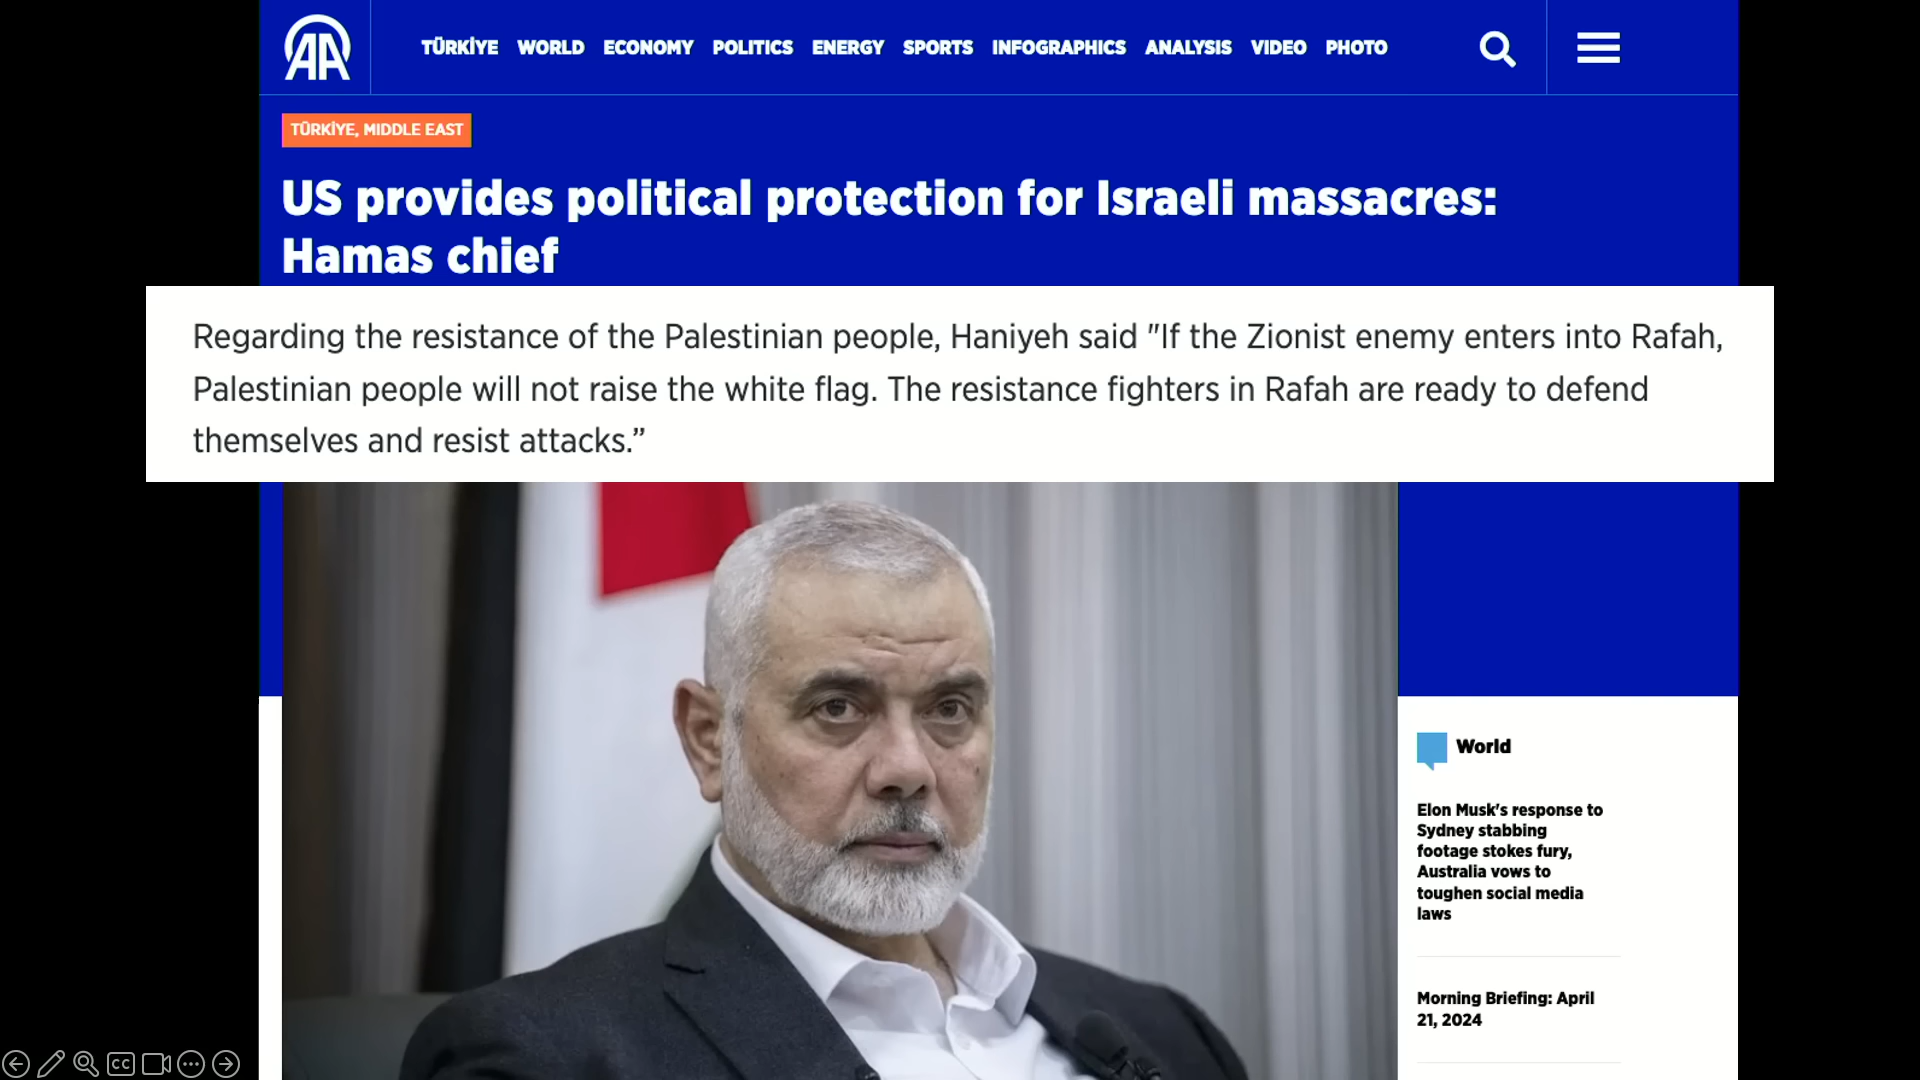 AA
TÜRKİYE WORLD ECONOMY POLITICS ENERGY SPORTS INFOGRAPHICS ANALYSIS VIDEO PHOTO
TÜRKİYE, MIDDLE EAST
US provides political protection for Israeli massacres:
Hamas chief
Regarding the resistance of the Palestinian people, Haniyeh said "If the Zionist enemy enters into Rafah,
Palestinian people will not raise the white flag. The resistance fighters in Rafah are ready to defend
themselves and resist attacks.”
World
Elon Musk's response to
Sydney stabbing
footage stokes fury,
Australia vows to
toughen social media
laws
Morning Briefing: April
21, 2024
CC